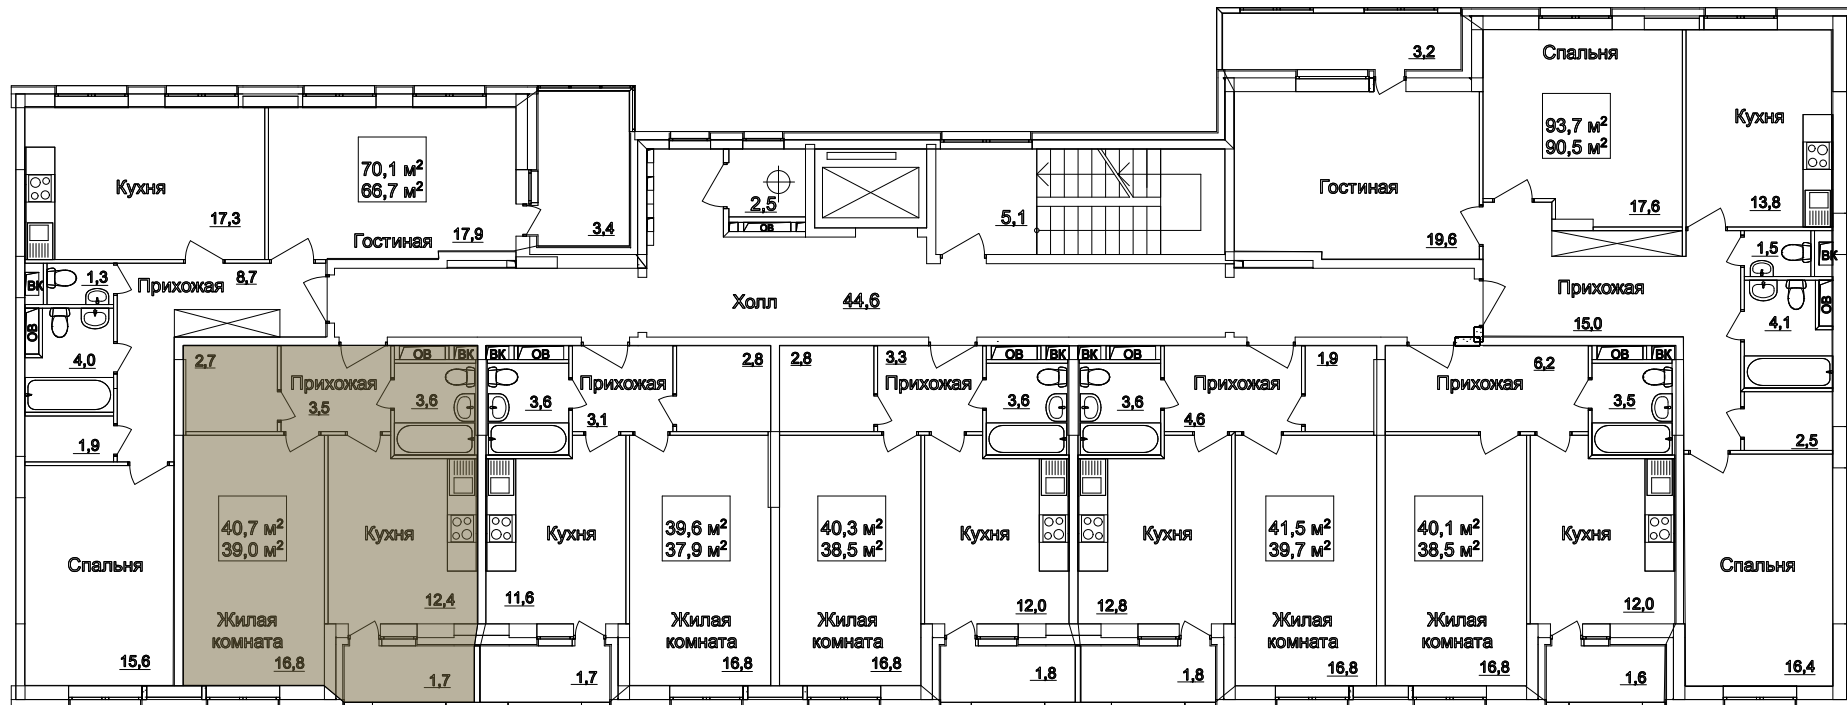 3,2
Спальня
93,7 м²
90,5 м²
Кухня
17,6
13,8
70,1 м²
66,7 м²
Кухня
17,3
Гостиная
17,9
3,4
2,5
ОВ
5,1
Гостиная
19,6
1,5
ВК
ВК
1,3
Прихожая
8,7
Холл
44,6
Прихожая
15,0
4,1
ОВ
ОВ
4,0
1,9
2,7
Прихожая
3,5
ОВ
ВК
3,6
ВК
ОВ
3,6
Прихожая
3,1
2,8
2,8
3,3
Прихожая
ОВ
ВК
3,6
ВК
ОВ
3,6
Прихожая
4,6
1,9
Прихожая
6,2
ОВ
ВК
3,5
2,5
40,7 м²
39,0 м²
Кухня
12,4
Жилая
комната
16,8
1,7
Кухня
11,6
39,6 м²
37,9 м²
Жилая
комната
16,8
1,7
40,3 м²
38,5 м²
Жилая
комната
16,8
Кухня
12,0
1,8
Кухня
12,8
1,8
41,5 м²
39,7 м²
Жилая
комната
16,8
40,1 м²
38,5 м²
Жилая
комната
16,8
Кухня
12,0
1,6
Спальня
15,6
Спальня
16,4